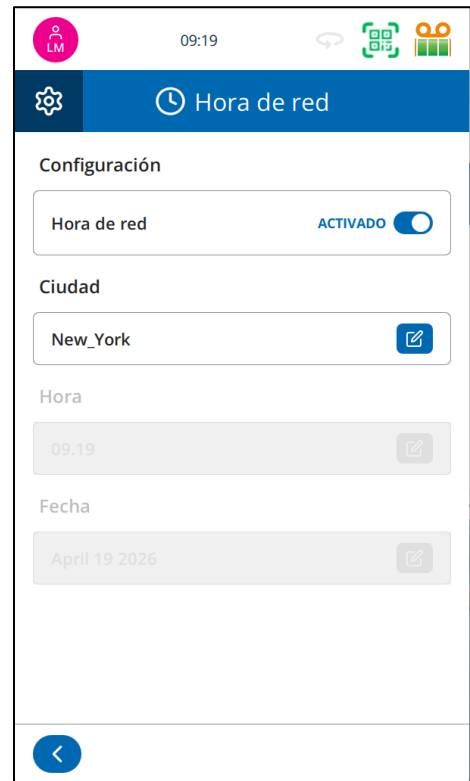 LM
09:19
Hora de red
Configuración
Hora de red ACTIVADO
Ciudad
New_York
Hora
09.19
Fecha
April 19 2026